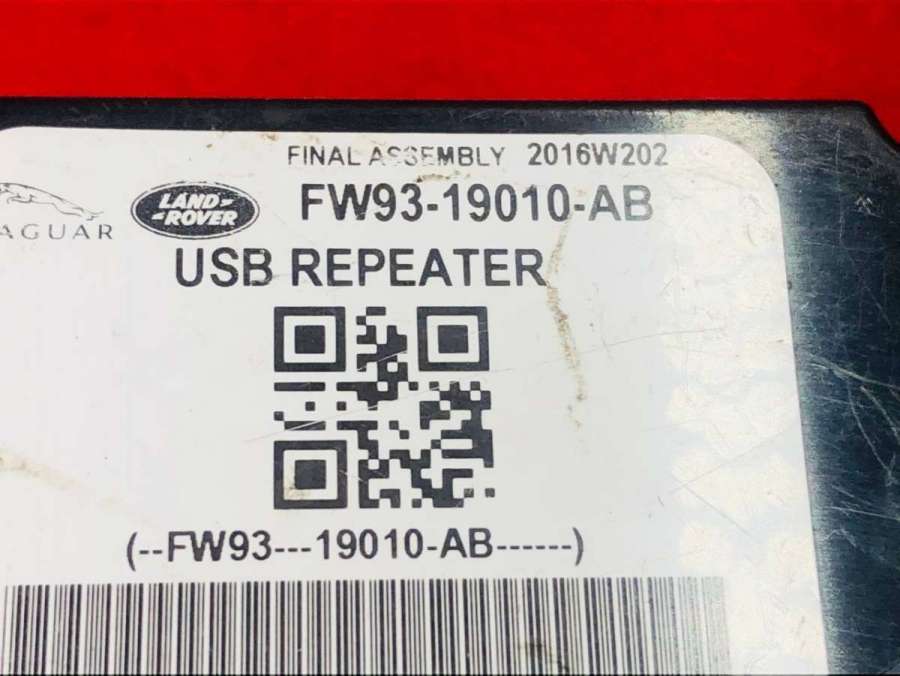 FINAL ASSEMBLY 2016W202
LAND-
-ROVER
FW93-19010-AB
AGUAR
USB REPEATER
(--FW93---19010-AB------)